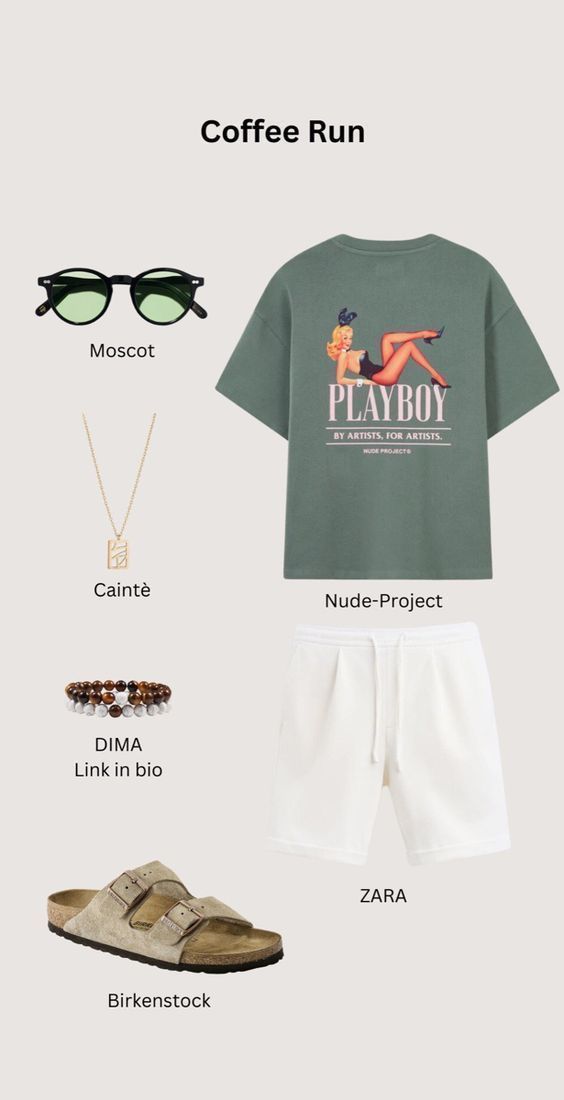 Coffee Run
Moscot
PLAYBOY
BY ARTISTS, FOR ARTISTS.
NUDE PROJECT®
Caintè
Nude-Project
DIMA
Link in bio
ZARA
Birkenstock